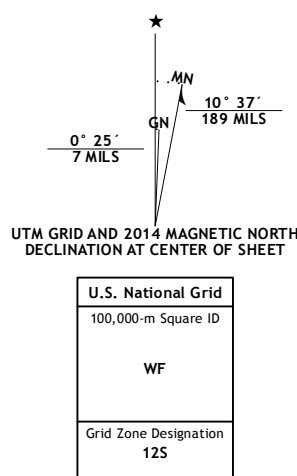 ★
MN
GN
10° 37´
189 MILS
0° 25´
7 MILS
UTM GRID AND 2014 MAGNETIC NORTH
DECLINATION AT CENTER OF SHEET
U.S. National Grid
100,000-m Square ID
WF
Grid Zone Designation
12S